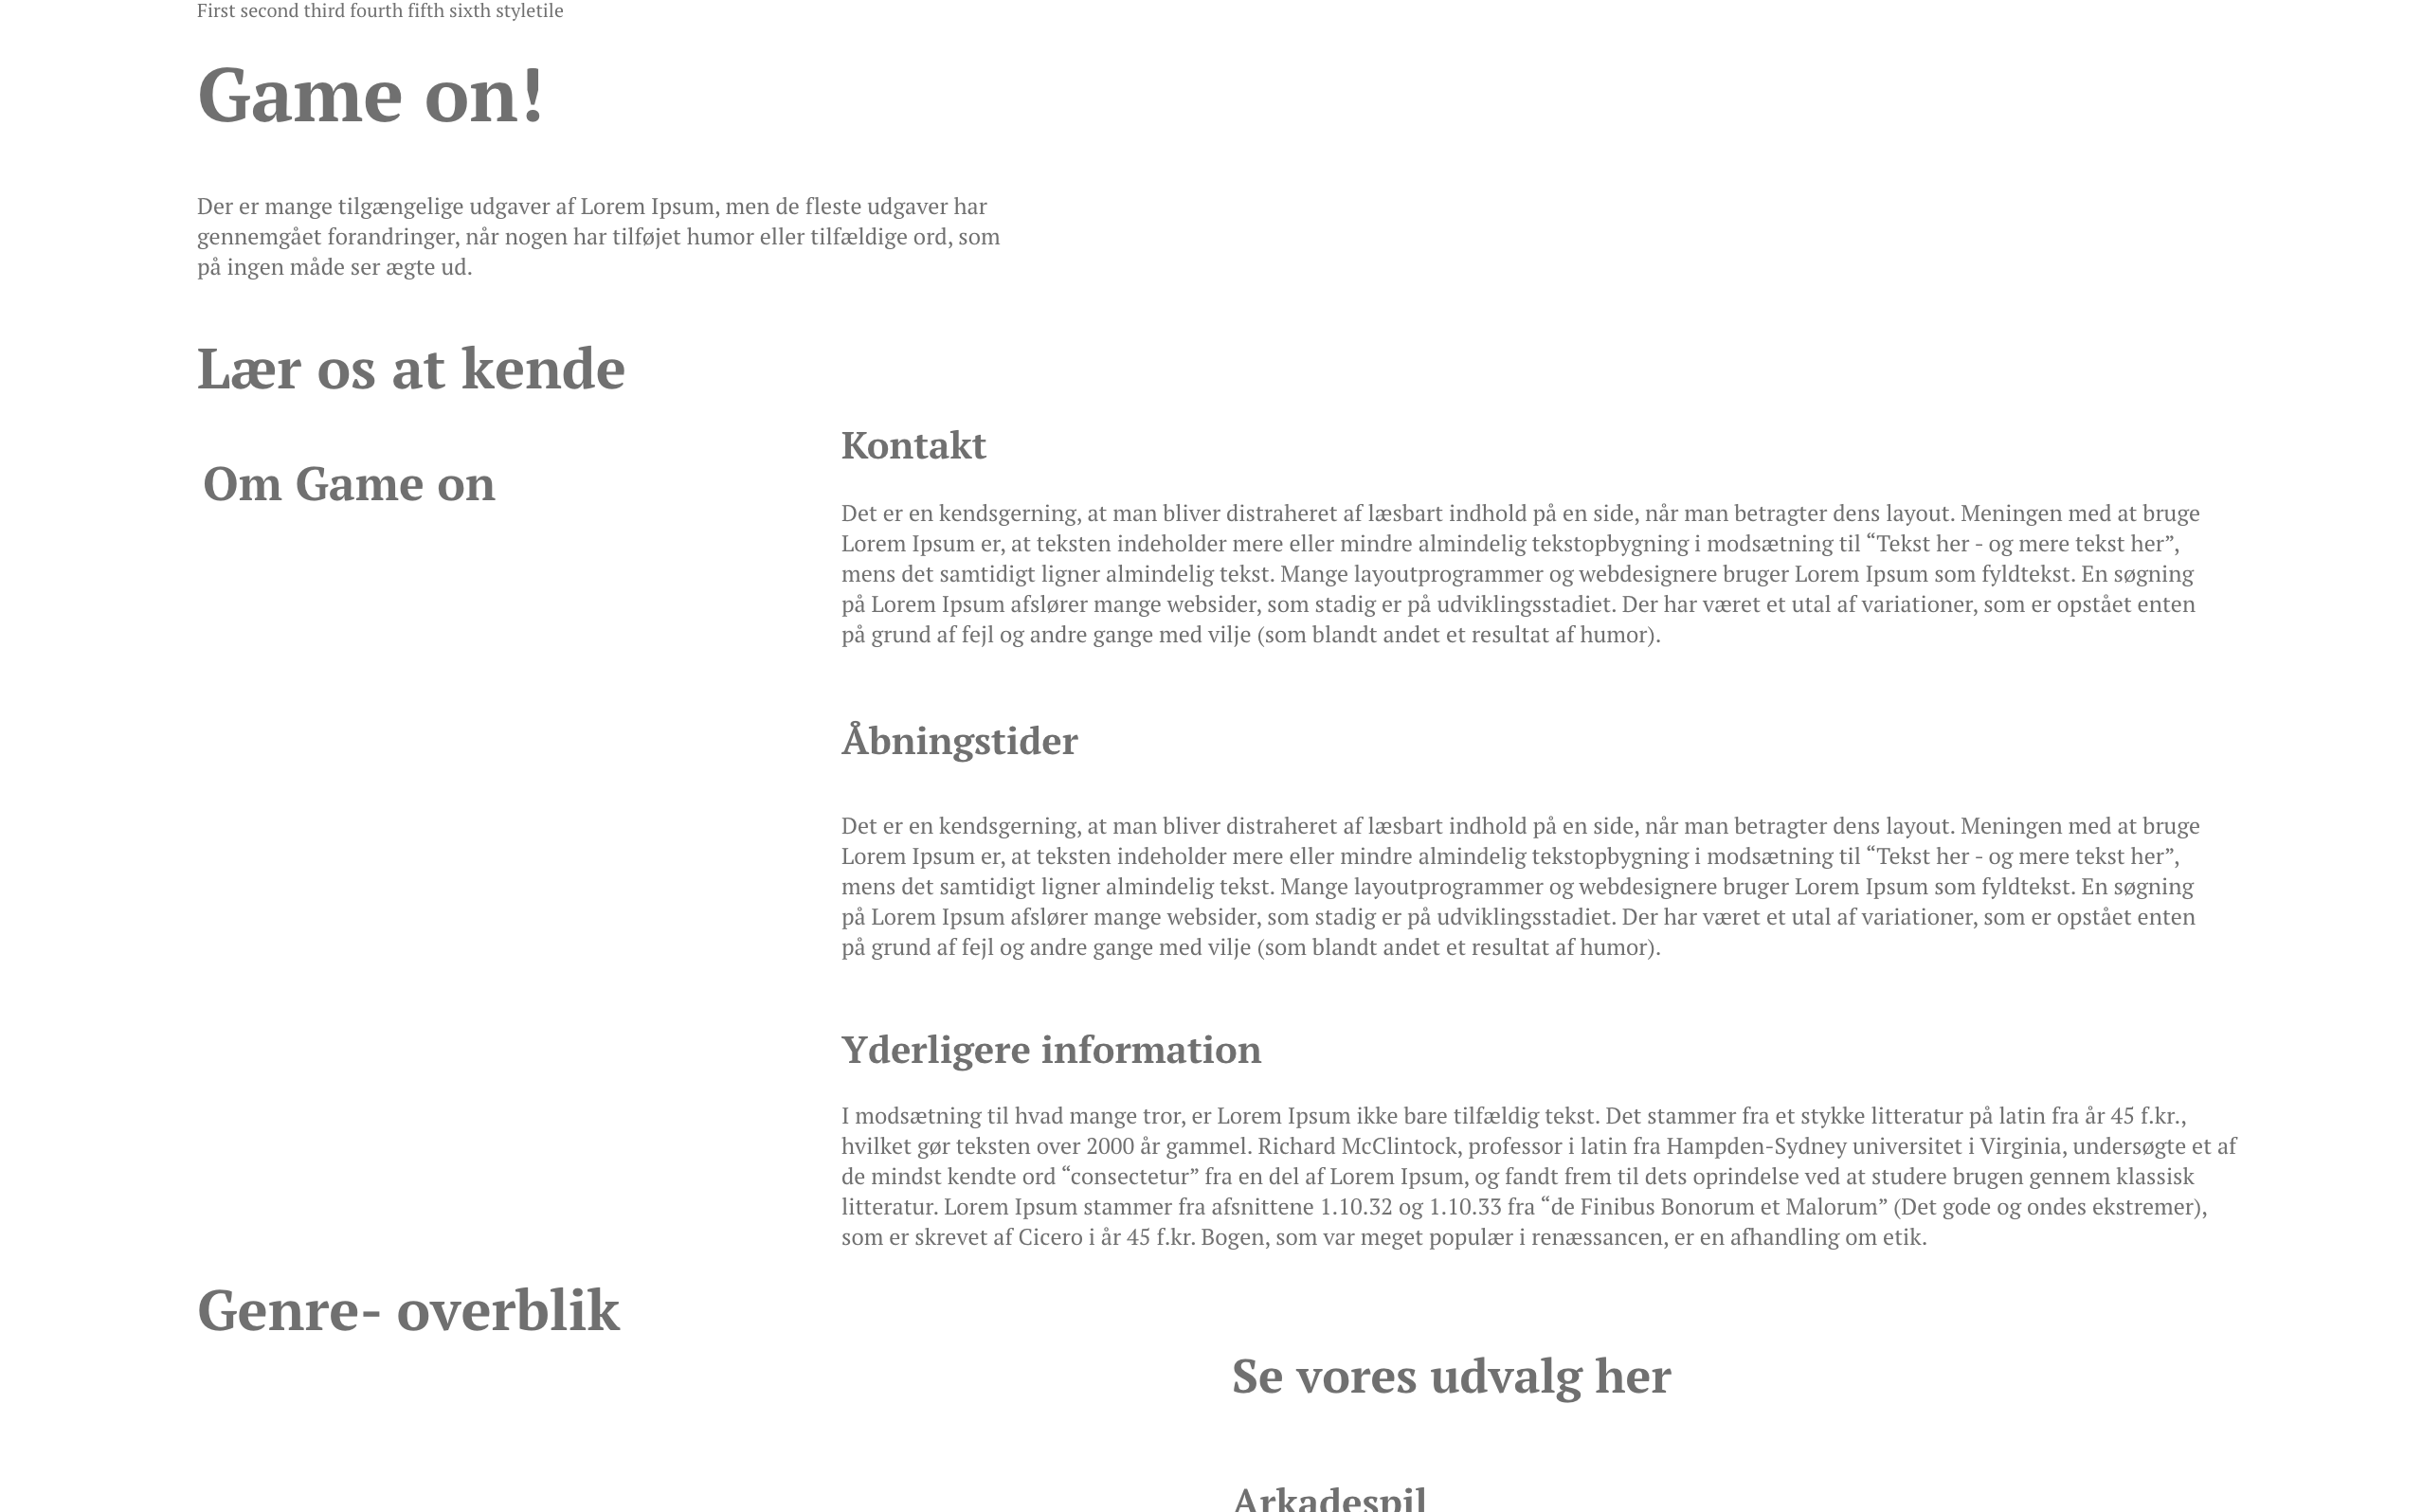 First second third fourth fifth sixth styletile
Game on!
Der er mange tilgængelige udgaver af Lorem Ipsum, men de fleste udgaver har
gennemgået forandringer, når nogen har tilføjet humor eller tilfældige ord, som
på ingen måde ser ægte ud.
Lær os at kende
Om Game on
Kontakt
Det er en kendsgerning, at man bliver distraheret af læsbart indhold på en side, når man betragter dens layout. Meningen med at bruge
Lorem Ipsum er, at teksten indeholder mere eller mindre almindelig tekstopbygning i modsætning til “Tekst her - og mere tekst her”,
mens det samtidigt ligner almindelig tekst. Mange layoutprogrammer og webdesignere bruger Lorem Ipsum som fyldtekst. En søgning
på Lorem Ipsum afslører mange websider, som stadig er på udviklingsstadiet. Der har været et utal af variationer, som er opstået enten
på grund af fejl og andre gange med vilje (som blandt andet et resultat af humor).
Åbningstider
Det er en kendsgerning, at man bliver distraheret af læsbart indhold på en side, når man betragter dens layout. Meningen med at bruge
Lorem Ipsum er, at teksten indeholder mere eller mindre almindelig tekstopbygning i modsætning til “Tekst her - og mere tekst her”,
mens det samtidigt ligner almindelig tekst. Mange layoutprogrammer og webdesignere bruger Lorem Ipsum som fyldtekst. En søgning
på Lorem Ipsum afslører mange websider, som stadig er på udviklingsstadiet. Der har været et utal af variationer, som er opstået enten
på grund af fejl og andre gange med vilje (som blandt andet et resultat af humor).
Yderligere information
I modsætning til hvad mange tror, er Lorem Ipsum ikke bare tilfældig tekst. Det stammer fra et stykke litteratur på latin fra år 45 f.kr.,
hvilket gør teksten over 2000 år gammel. Richard McClintock, professor i latin fra Hampden-Sydney universitet i Virginia, undersøgte et af
de mindst kendte ord “consectetur” fra en del af Lorem Ipsum, og fandt frem til dets oprindelse ved at studere brugen gennem klassisk
litteratur. Lorem Ipsum stammer fra afsnittene 1.10.32 og 1.10.33 fra “de Finibus Bonorum et Malorum” (Det gode og ondes ekstremer),
som er skrevet af Cicero i år 45 f.kr. Bogen, som var meget populær i renæssancen, er en afhandling om etik.
Genre- overblik
Se vores udvalg her
Arkadespil